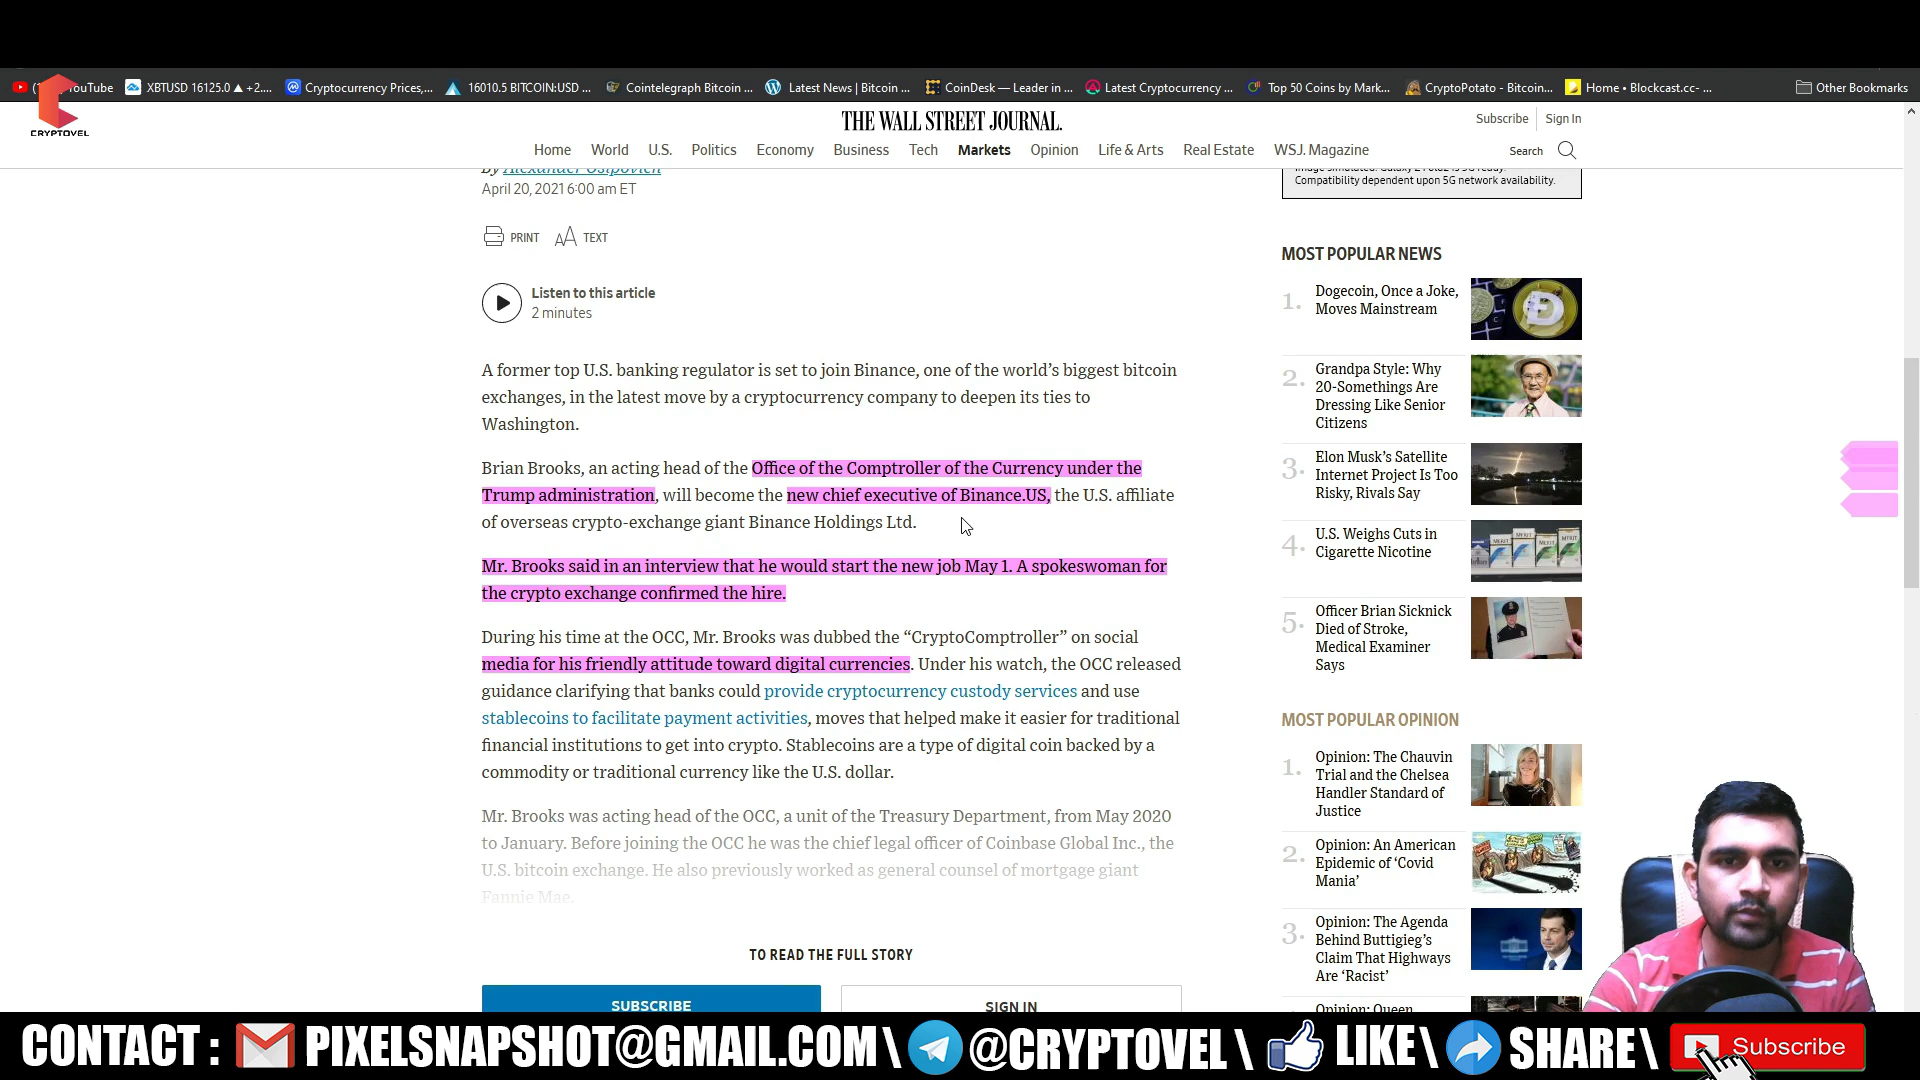 (1 YouTube
XBTUSD 16125.0 ▲ +2....
Cryptocurrency Prices,...
16010.5 BITCOIN:USD ...
Cointelegraph Bitcoin ...
Latest News | Bitcoin ...
CoinDesk — Leader in ...
Latest Cryptocurrency ...
Top 50 Coins by Mark...
CryptoPotato - Bitcoin...
Home • Blockcast.cc- ...
Other Bookmarks
CRYPTOVEL
THE WALL STREET JOURNAL.
Subscribe
Sign In
Home World U.S. Politics Economy Business Tech Markets Opinion Life & Arts Real Estate WSJ. Magazine
Search
By Alexander Osipovich
April 20, 2021 6:00 am ET
PRINT
TEXT
Listen to this article
2 minutes
A former top U.S. banking regulator is set to join Binance, one of the world's biggest bitcoin
exchanges, in the latest move by a cryptocurrency company to deepen its ties to
Washington.
Brian Brooks, an acting head of the Office of the Comptroller of the Currency under the
Trump administration, will become the new chief executive of Binance.US, the U.S. affiliate
of overseas crypto-exchange giant Binance Holdings Ltd.
Mr. Brooks said in an interview that he would start the new job May 1. A spokeswoman for
the crypto exchange confirmed the hire.
During his time at the OCC, Mr. Brooks was dubbed the “CryptoComptroller” on social
media for his friendly attitude toward digital currencies. Under his watch, the OCC released
guidance clarifying that banks could provide cryptocurrency custody services and use
stablecoins to facilitate payment activities, moves that helped make it easier for traditional
financial institutions to get into crypto. Stablecoins are a type of digital coin backed by a
commodity or traditional currency like the U.S. dollar.
Mr. Brooks was acting head of the OCC, a unit of the Treasury Department, from May 2020
to January. Before joining the OCC he was the chief legal officer of Coinbase Global Inc., the
U.S. bitcoin exchange. He also previously worked as general counsel of mortgage giant
Fannie Mae.
TO READ THE FULL STORY
SUBSCRIBE
SIGN IN
Compatibility dependent upon 5G network availability.
MOST POPULAR NEWS
1.
Dogecoin, Once a Joke,
Moves Mainstream
2.
Grandpa Style: Why
20-Somethings Are
Dressing Like Senior
Citizens
3.
Elon Musk's Satellite
Internet Project Is Too
Risky, Rivals Say
4.
U.S. Weighs Cuts in
Cigarette Nicotine
5.
Officer Brian Sicknick
Died of Stroke,
Medical Examiner
Says
MOST POPULAR OPINION
1.
Opinion: The Chauvin
Trial and the Chelsea
Handler Standard of
Justice
2.
Opinion: An American
Epidemic of ‘Covid
Mania’
3.
Opinion: The Agenda
Behind Buttigieg’s
Claim That Highways
Are ‘Racist’
Opinion: Queen
CONTACT : PIXELSNAPSHOT@GMAIL.COM \ @CRYPTOVEL \ LIKE \ SHARE \ Subscribe